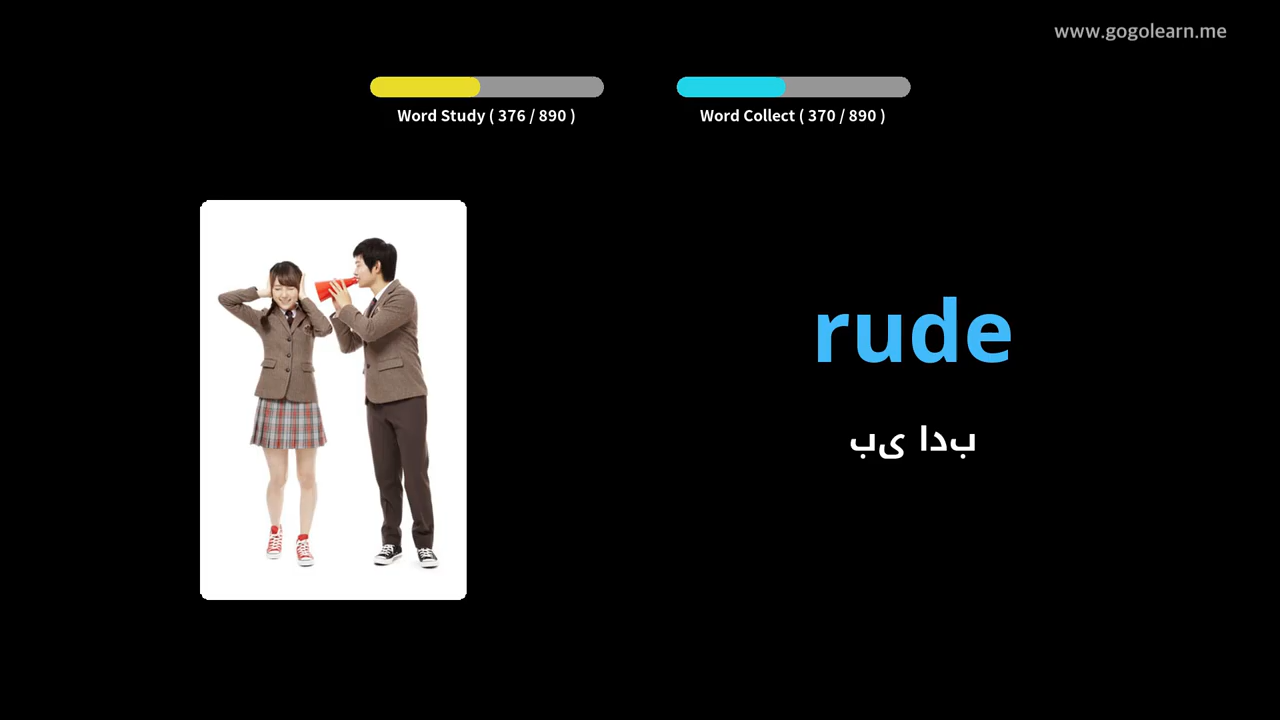 www.gogolearn.me
Word Study ( 376 / 890 )
Word Collect ( 370 / 890 )
rude
بی ادب